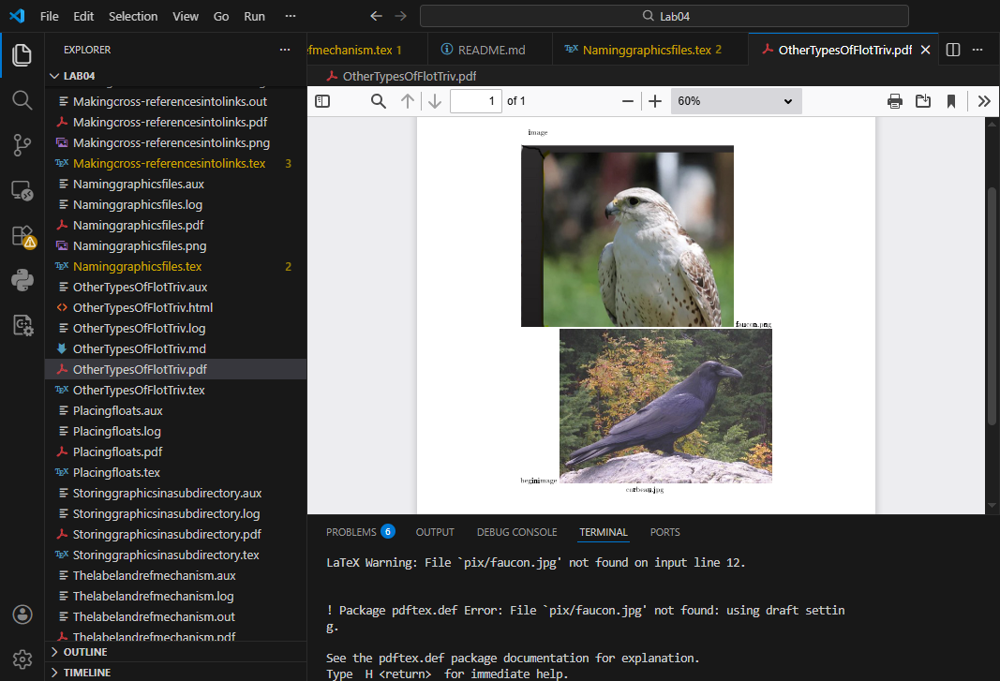 File Edit Selection View Go Run ··· Lab04
EXPLORER ···
LAB04
Makingcross-referencesintolinks.out
Makingcross-referencesintolinks.pdf
Makingcross-referencesintolinks.png
Makingcross-referencesintolinks.tex 3
Naminggraphicsfiles.aux
Naminggraphicsfiles.log
Naminggraphicsfiles.pdf
Naminggraphicsfiles.png
Naminggraphicsfiles.tex 2
OtherTypesOfFlotTriv.aux
OtherTypesOfFlotTriv.html
OtherTypesOfFlotTriv.log
OtherTypesOfFlotTriv.md
OtherTypesOfFlotTriv.pdf
OtherTypesOfFlotTriv.tex
Placingfloats.aux
Placingfloats.log
Placingfloats.pdf
Placingfloats.tex
Storinggraphicsinasubdirectory.aux
Storinggraphicsinasubdirectory.log
Storinggraphicsinasubdirectory.pdf
Storinggraphicsinasubdirectory.tex
Thelabelandrefmechanism.aux
Thelabelandrefmechanism.log
Thelabelandrefmechanism.out
Thelabelandrefmechanism.pdf
OUTLINE
TIMELINE
efmechanism.tex 1 README.md Naminggraphicsfiles.tex 2 OtherTypesOfFlotTriv.pdf ···
OtherTypesOfFlotTriv.pdf
1 of 1 60%
image
faucon.png
beginimage
corbeau.jpg
PROBLEMS 6 OUTPUT DEBUG CONSOLE TERMINAL PORTS
LaTeX Warning: File `pix/faucon.jpg' not found on input line 12.
! Package pdftex.def Error: File `pix/faucon.jpg' not found: using draft settin
g.
See the pdftex.def package documentation for explanation.
Type H <return> for immediate help.